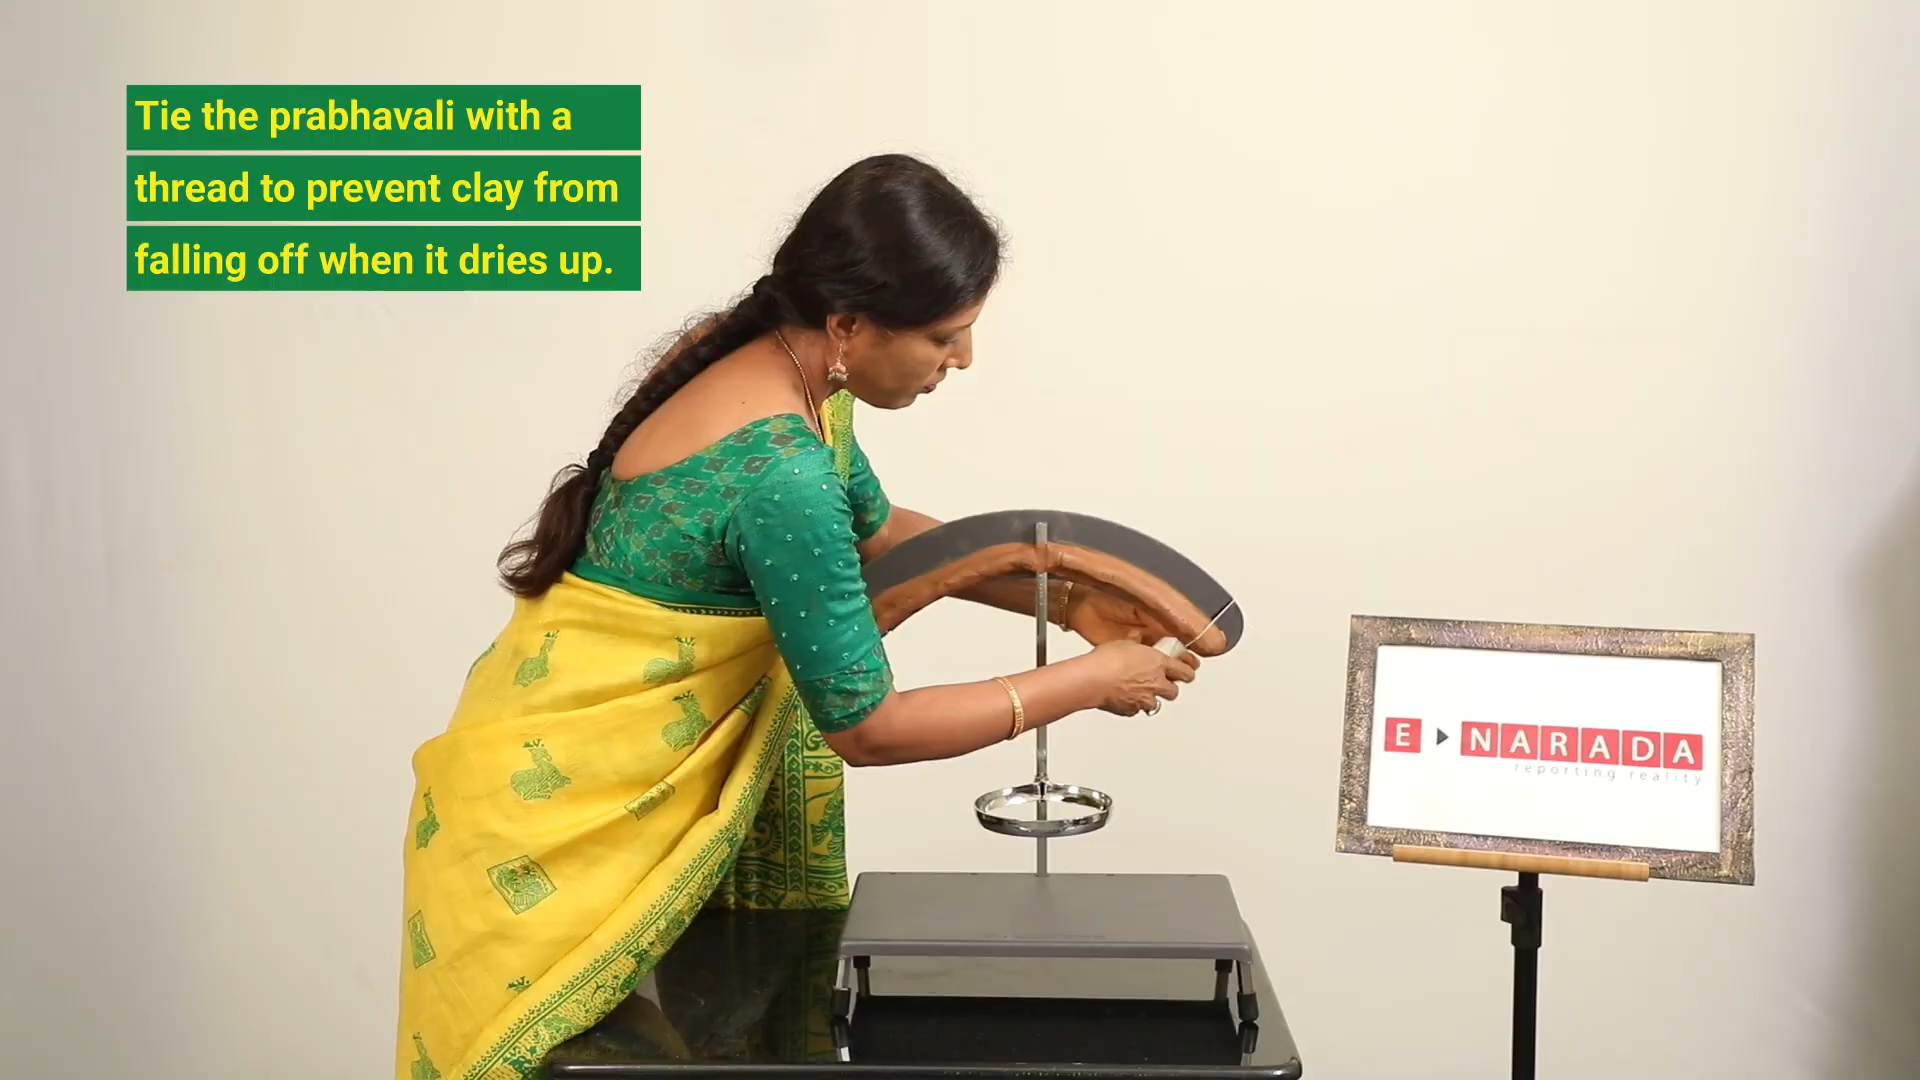 Tie the prabhavali with a
thread to prevent clay from
falling off when it dries up.
E NARADA
reporting reality